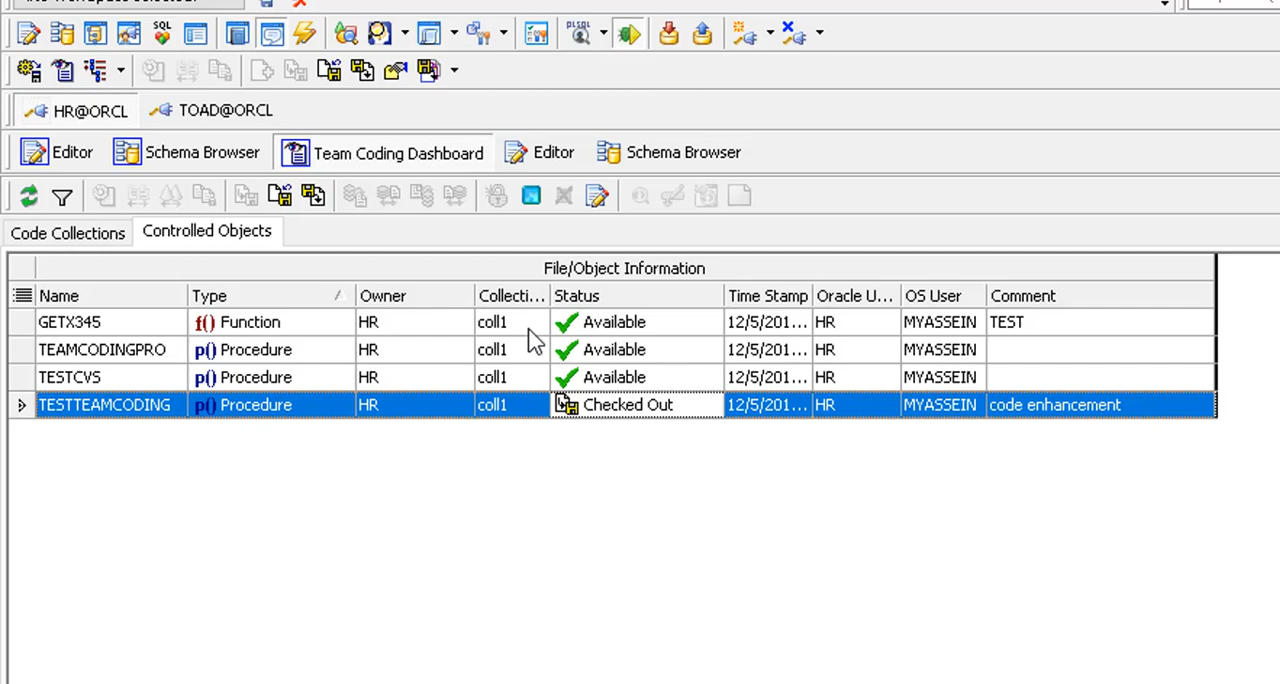 SQL
PLSQL
HR@ORCL TOAD@ORCL
Editor Schema Browser Team Coding Dashboard Editor Schema Browser
Code Collections Controlled Objects
File/Object Information
Name Type Owner Collecti... Status Time Stamp Oracle U... OS User Comment
GETX345 f() Function HR coll1 Available 12/5/201... HR MYASSEIN TEST
TEAMCODINGPRO p() Procedure HR coll1 Available 12/5/201... HR MYASSEIN
TESTCVS p() Procedure HR coll1 Available 12/5/201... HR MYASSEIN
TESTTEAMCODING p() Procedure HR coll1 Checked Out 12/5/201... HR MYASSEIN code enhancement